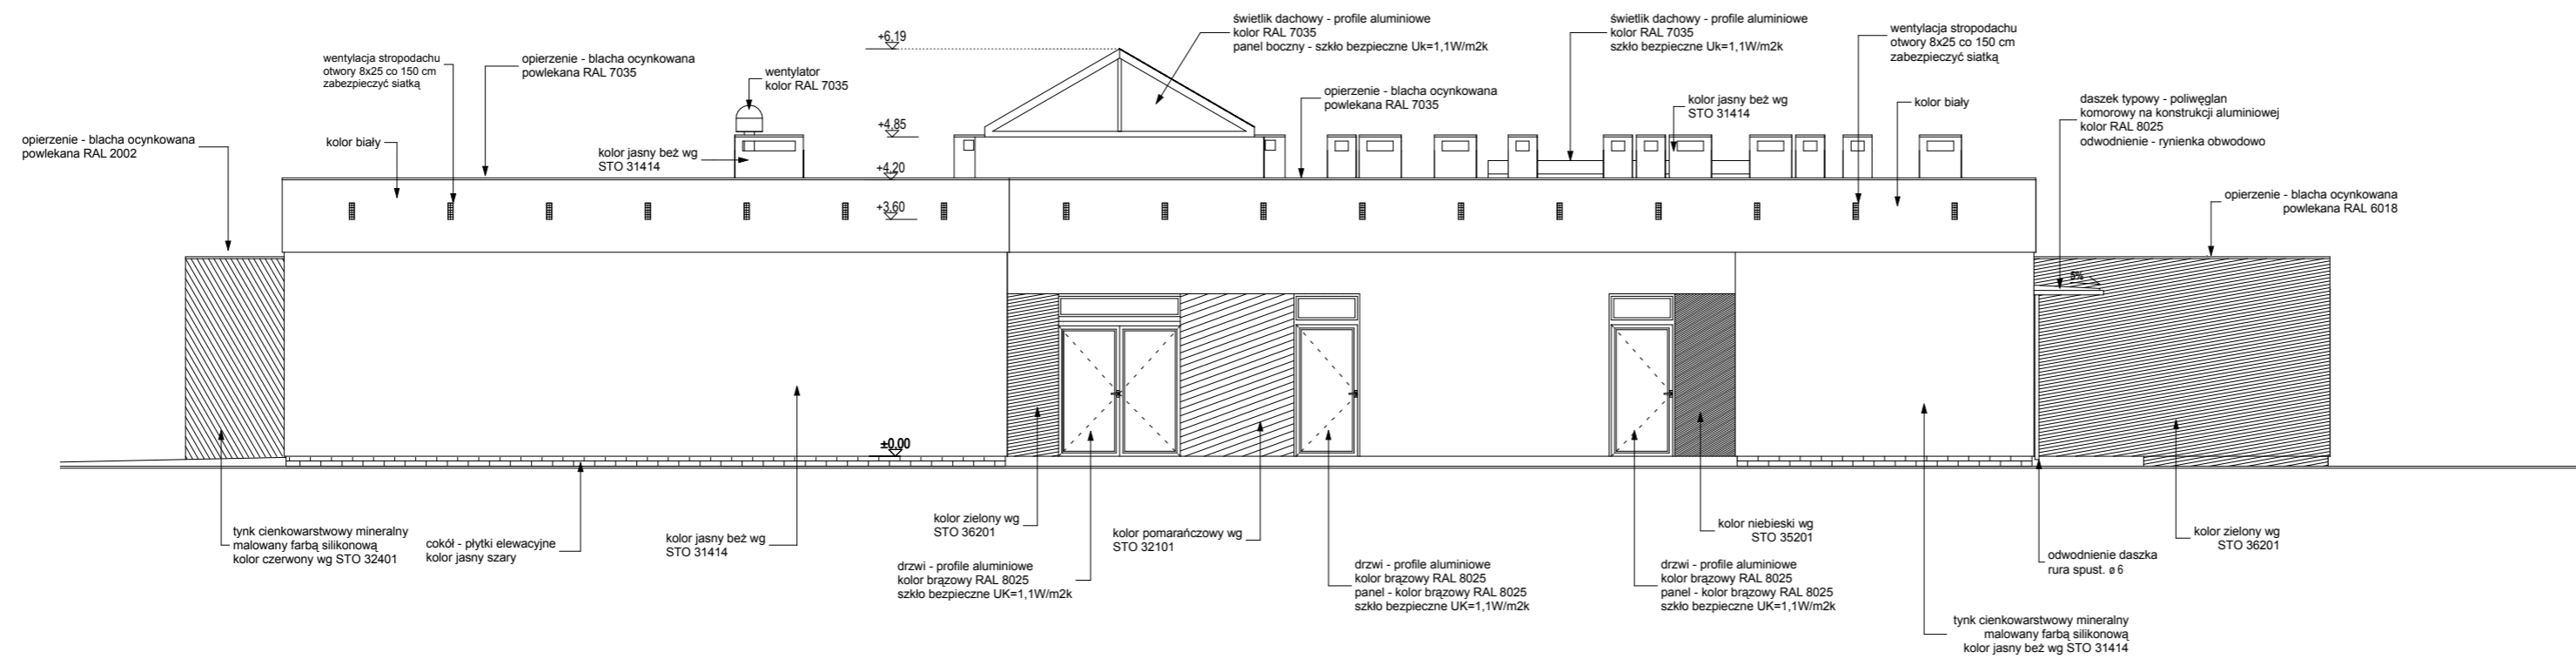 opierzenie - blacha ocynkowana
powlekana RAL 2002
wentylacja stropodachu
otwory 8x25 co 150 cm
zabezpieczyć siatką
kolor biały
opierzenie - blacha ocynkowana
powlekana RAL 7035
wentylator
kolor RAL 7035
kolor jasny beż wg
STO 31414
+6.19
+4.85
+4.20
+3.60
±0.00
świetlik dachowy - profile aluminiowe
kolor RAL 7035
panel boczny - szkło bezpieczne Uk=1,1W/m2k
opierzenie - blacha ocynkowana
powlekana RAL 7035
świetlik dachowy - profile aluminiowe
kolor RAL 7035
szkło bezpieczne Uk=1,1W/m2k
kolor jasny beż wg
STO 31414
wentylacja stropodachu
otwory 8x25 co 150 cm
zabezpieczyć siatką
kolor biały
daszek typowy - poliwęglan
komorowy na konstrukcji aluminiowej
kolor RAL 8025
odwodnienie - rynienka obwodowo
opierzenie - blacha ocynkowana
powlekana RAL 6018
5%
tynk cienkowarstwowy mineralny
malowany farbą silikonową
kolor czerwony wg STO 32401
cokół - płytki elewacyjne
kolor jasny szary
kolor jasny beż wg
STO 31414
kolor zielony wg
STO 36201
drzwi - profile aluminiowe
kolor brązowy RAL 8025
szkło bezpieczne UK=1,1W/m2k
kolor pomarańczowy wg
STO 32101
drzwi - profile aluminiowe
kolor brązowy RAL 8025
panel - kolor brązowy RAL 8025
szkło bezpieczne UK=1,1W/m2k
drzwi - profile aluminiowe
kolor brązowy RAL 8025
panel - kolor brązowy RAL 8025
szkło bezpieczne UK=1,1W/m2k
kolor niebieski wg
STO 35201
tynk cienkowarstwowy mineralny
malowany farbą silikonową
kolor jasny beż wg STO 31414
odwodnienie daszka
rura spust. ø 6
kolor zielony wg
STO 36201